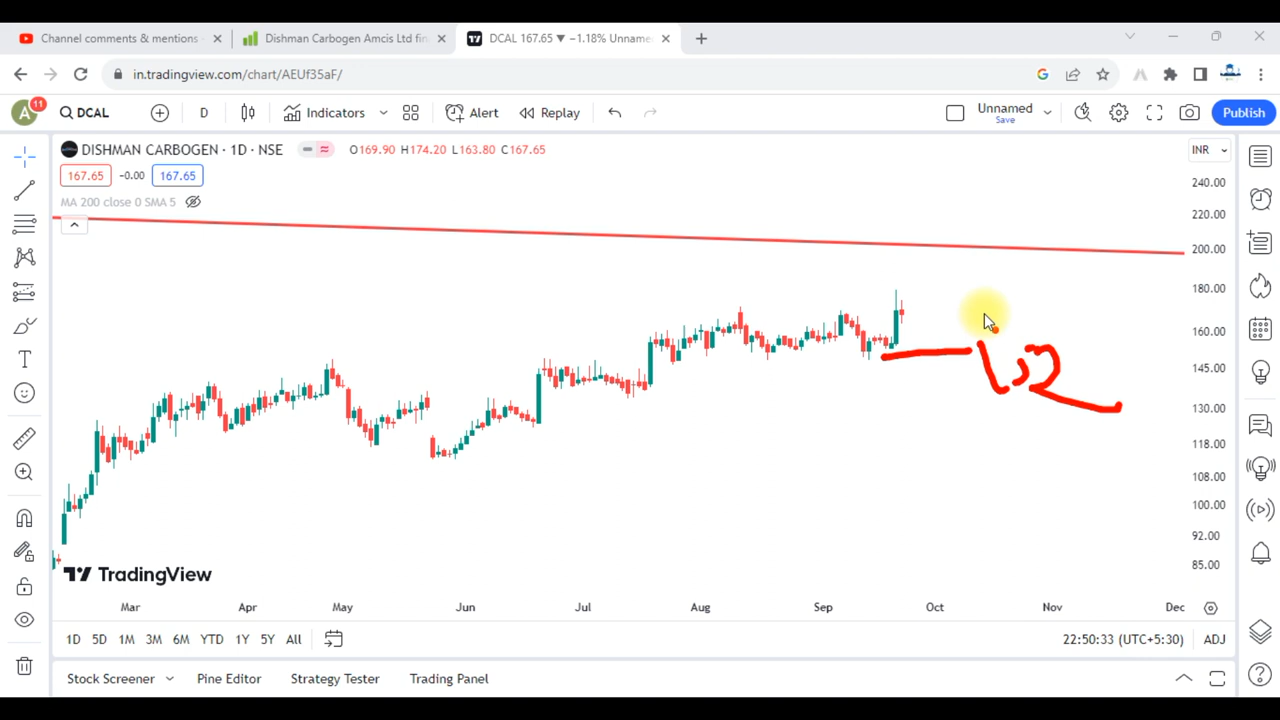 Channel comments & mentions
Dishman Carbogen Amcis Ltd fin
DCAL 167.65 ▼ −1.18% Unname
in.tradingview.com/chart/AEUf35aF/
A 11 DCAL D Indicators Alert Replay Unnamed Save Publish
DISHMAN CARBOGEN · 1D · NSE O169.90 H174.20 L163.80 C167.65 INR
167.65 -0.00 167.65
MA 200 close 0 SMA 5
240.00
220.00
200.00
180.00
160.00
145.00
130.00
118.00
108.00
100.00
92.00
85.00
TradingView
Mar Apr May Jun Jul Aug Sep Oct Nov Dec
1D 5D 1M 3M 6M YTD 1Y 5Y All 22:50:33 (UTC+5:30) ADJ
Stock Screener Pine Editor Strategy Tester Trading Panel